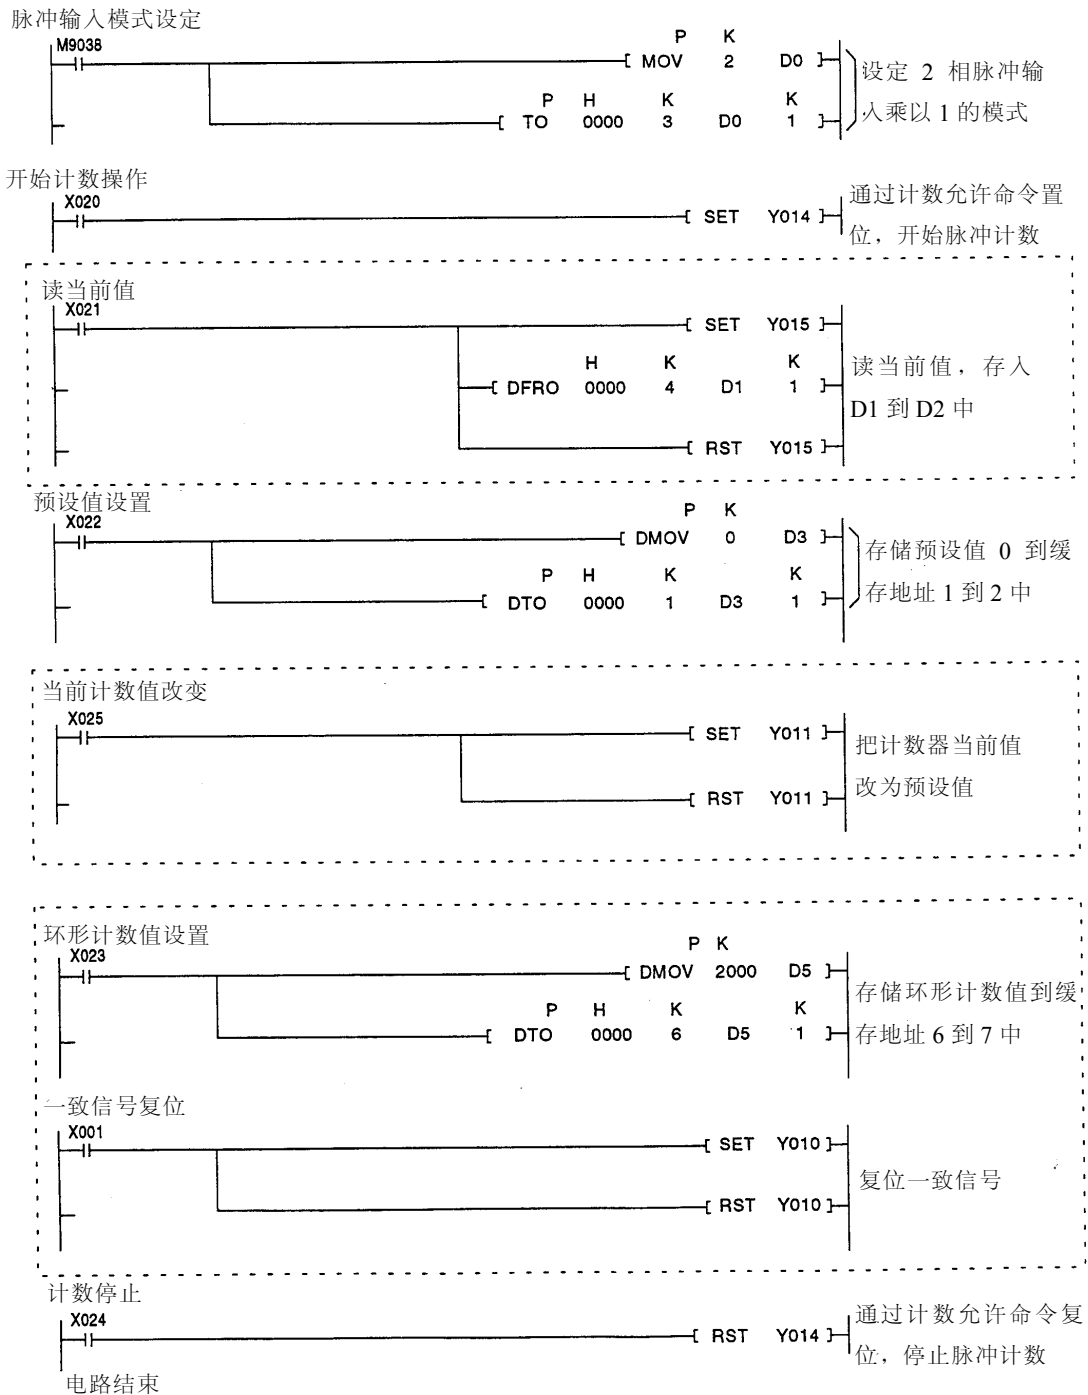 脉冲输入模式设定
M9038
P K
MOV 2 D0
设定 2 相脉冲输
入乘以 1 的模式
P H K K
TO 0000 3 D0 1
开始计数操作
X020
SET Y014
通过计数允许命令置
位，开始脉冲计数
读当前值
X021
SET Y015
H K K
DFRO 0000 4 D1 1
读当前值，存入
D1 到 D2 中
RST Y015
预设值设置
X022
P K
DMOV 0 D3
存储预设值 0 到缓
存地址 1 到 2 中
P H K K
DTO 0000 1 D3 1
当前计数值改变
X025
SET Y011
把计数器当前值
改为预设值
RST Y011
环形计数值设置
X023
P K
DMOV 2000 D5
存储环形计数值到缓
存地址 6 到 7 中
P H K K
DTO 0000 6 D5 1
一致信号复位
X001
SET Y010
复位一致信号
RST Y010
计数停止
X024
RST Y014
通过计数允许命令复
位，停止脉冲计数
电路结束